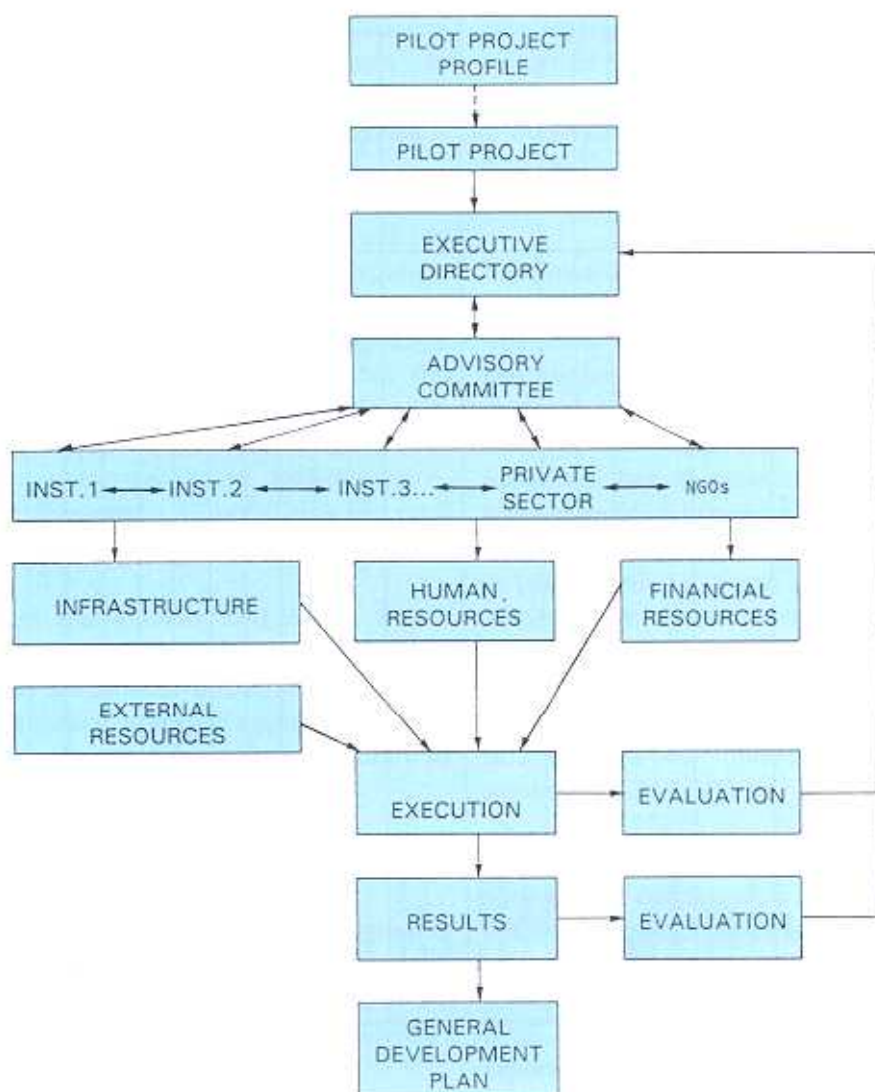 PILOT PROJECT
PROFILE
PILOT PROJECT
EXECUTIVE
DIRECTORY
ADVISORY
COMMITTEE
INST.1 INST.2 INST.3... PRIVATE
SECTOR NGOs
INFRASTRUCTURE
HUMAN
RESOURCES
FINANCIAL
RESOURCES
EXTERNAL
RESOURCES
EXECUTION
EVALUATION
RESULTS
EVALUATION
GENERAL
DEVELOPMENT
PLAN